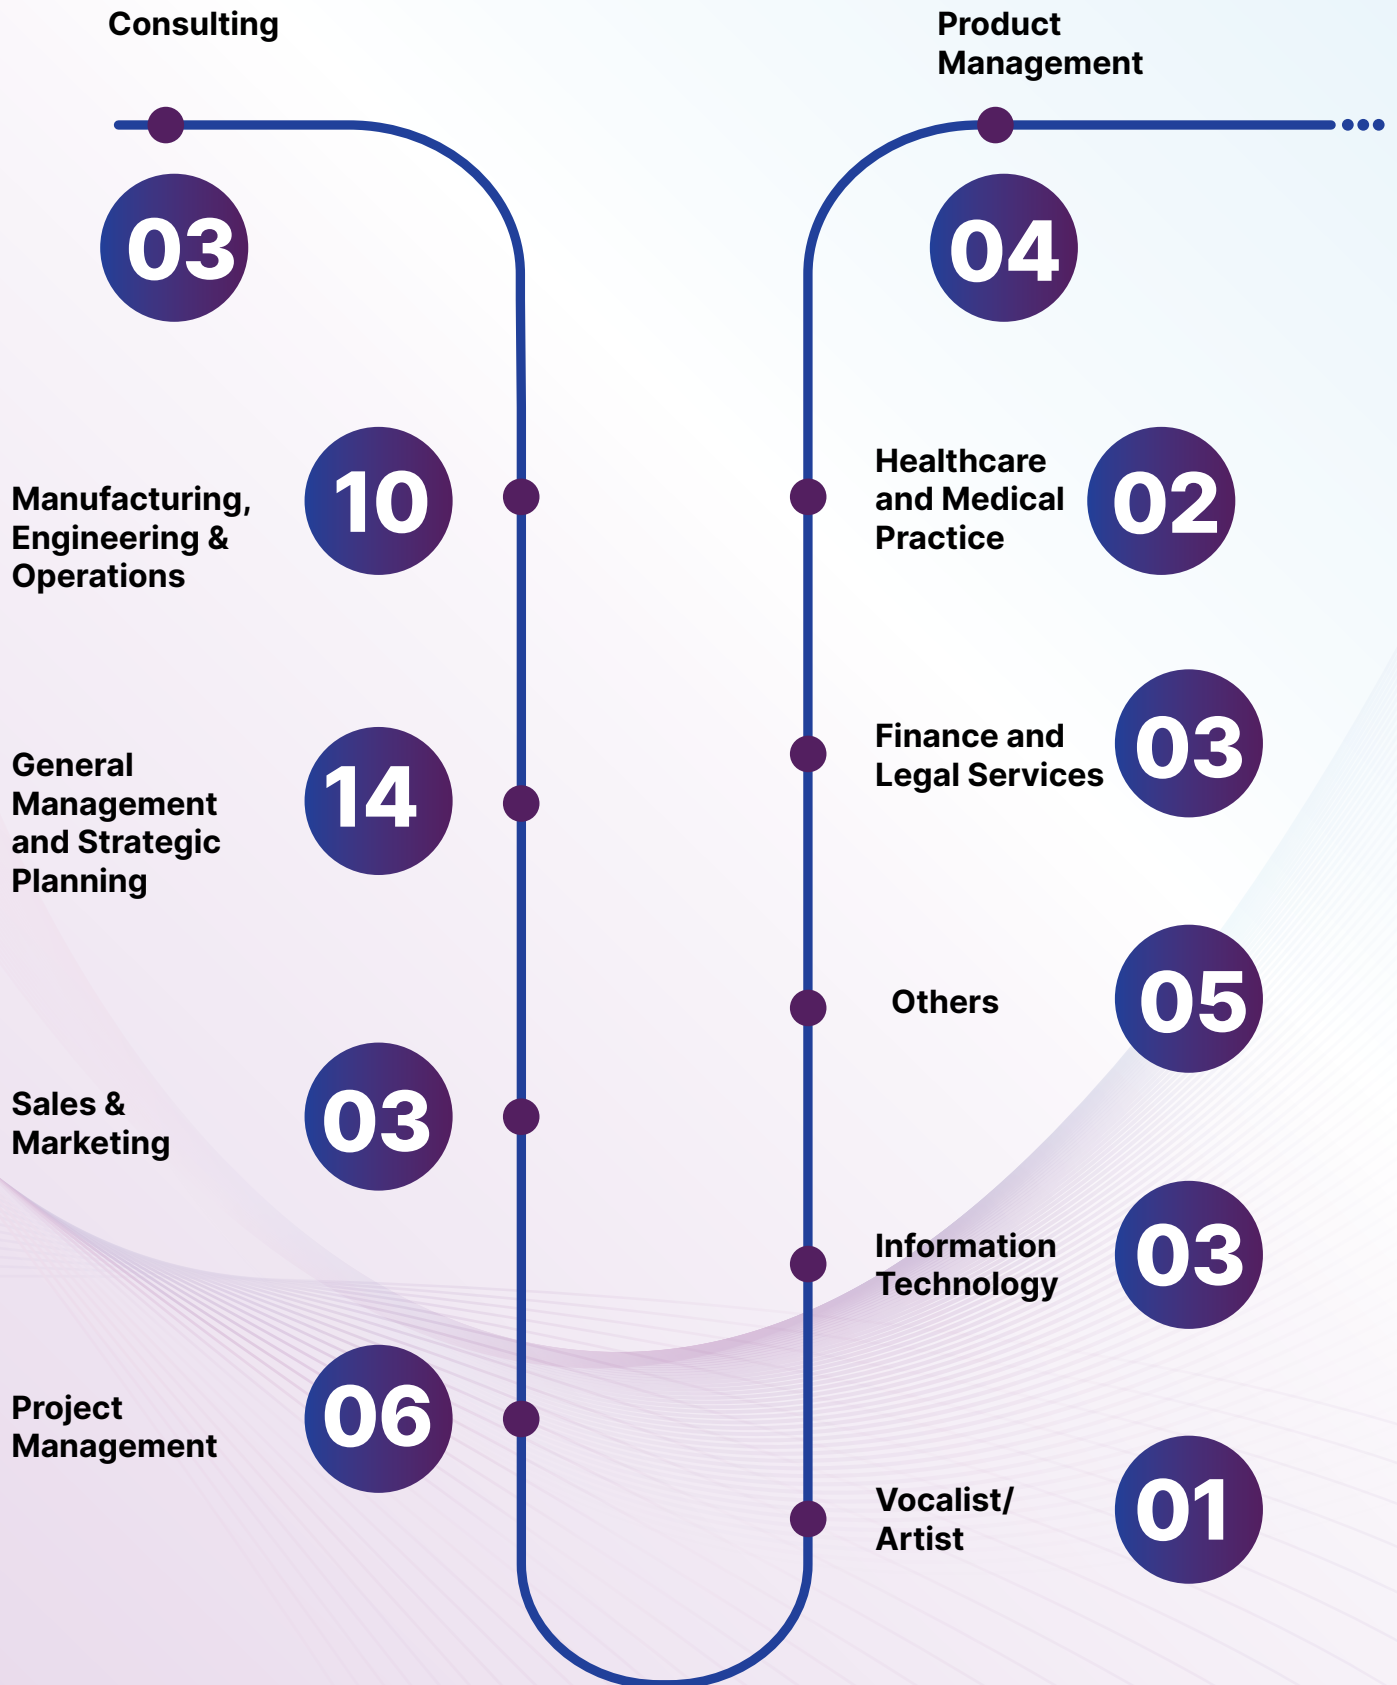 Consulting
03
Manufacturing,
Engineering &
Operations
10
General
Management
and Strategic
Planning
14
Sales &
Marketing
03
Project
Management
06
Product
Management
04
Healthcare
and Medical
Practice
02
Finance and
Legal Services
03
Others
05
Information
Technology
03
Vocalist/
Artist
01